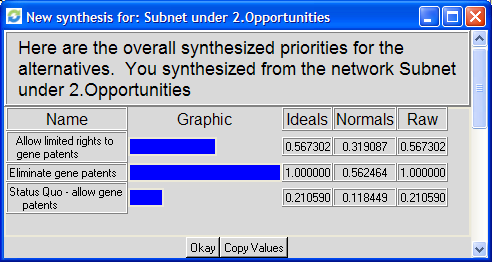 New synthesis for: Subnet under 2.Opportunities
Here are the overall synthesized priorities for the
alternatives. You synthesized from the network Subnet
under 2.Opportunities
Name Graphic Ideals Normals Raw
Allow limited rights to
gene patents
0.567302 0.319087 0.567302
Eliminate gene patents 1.000000 0.562464 1.000000
Status Quo - allow gene
patents
0.210590 0.118449 0.210590
Okay Copy Values